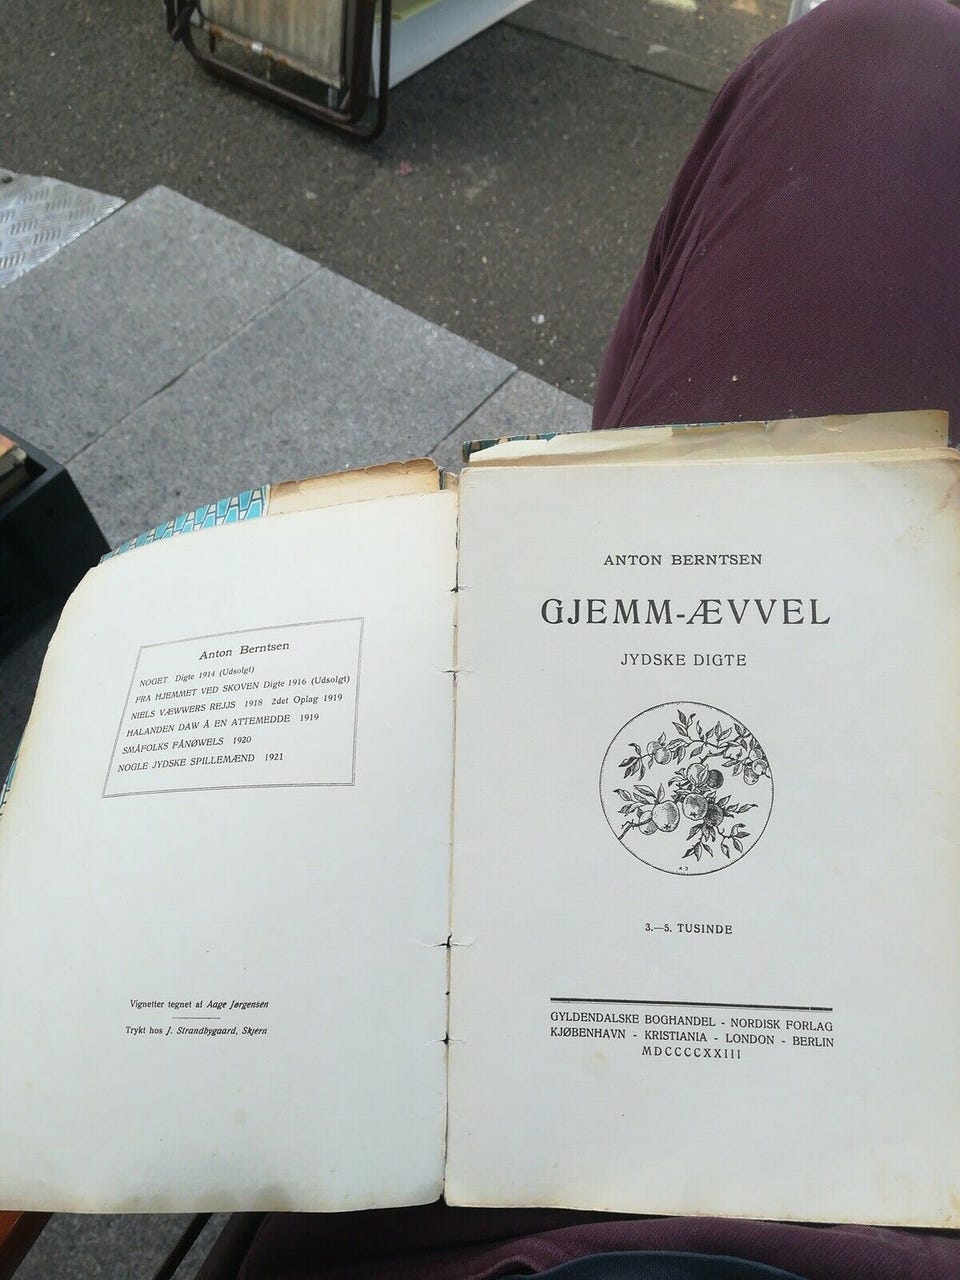 Anton Berntsen
NOGET Digte 1914 (Udsolgt)
FRA HJEMMET VED SKOVEN Digte 1916 (Udsolgt)
NIELS VÆWWERS REJJS 1918 2det Oplag 1919
HALANDEN DAW Å EN ATTEMEDDE 1919
SMÅFOLKS FÅNØWELS 1920
NOGLE JYDSKE SPILLEMÆND 1921
Vignetter tegnet af Aage Jørgensen
Trykt hos J. Strandbygaard, Skjern
ANTON BERNTSEN
GJEMM-ÆVVEL
JYDSKE DIGTE
A·J
3.—5. TUSINDE
GYLDENDALSKE BOGHANDEL - NORDISK FORLAG
KJØBENHAVN - KRISTIANIA - LONDON - BERLIN
MDCCCCXXIII